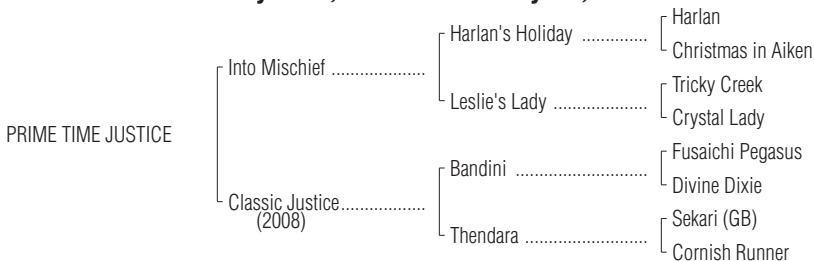 Harlan
Harlan's Holiday ..............
Christmas in Aiken
Into Mischief ....................
Tricky Creek
Leslie's Lady ....................
Crystal Lady
PRIME TIME JUSTICE
Fusaichi Pegasus
Bandini ............................
Divine Dixie
Classic Justice..................
(2008)
Sekari (GB)
Thendara ..........................
Cornish Runner